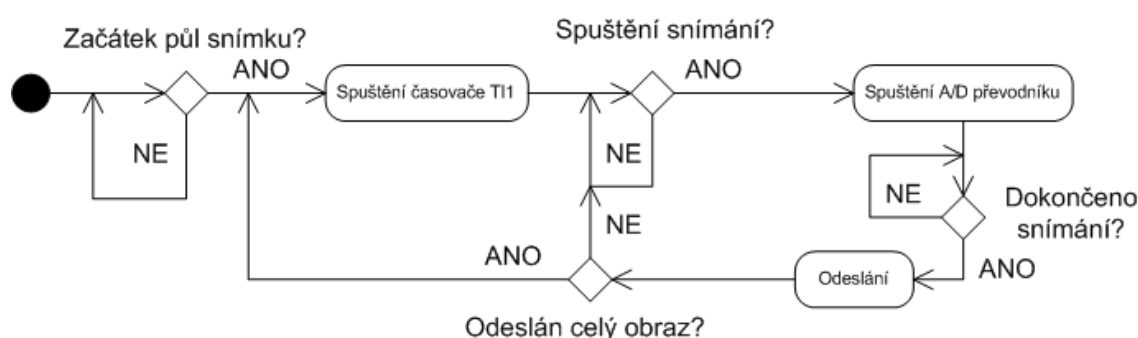 Začátek půl snímku?
Spuštění snímání?
ANO
ANO
Spuštění časovače TI1
Spuštění A/D převodníku
NE
NE
NE
Dokončeno
snímání?
NE
ANO
ANO
Odeslání
Odeslán celý obraz?